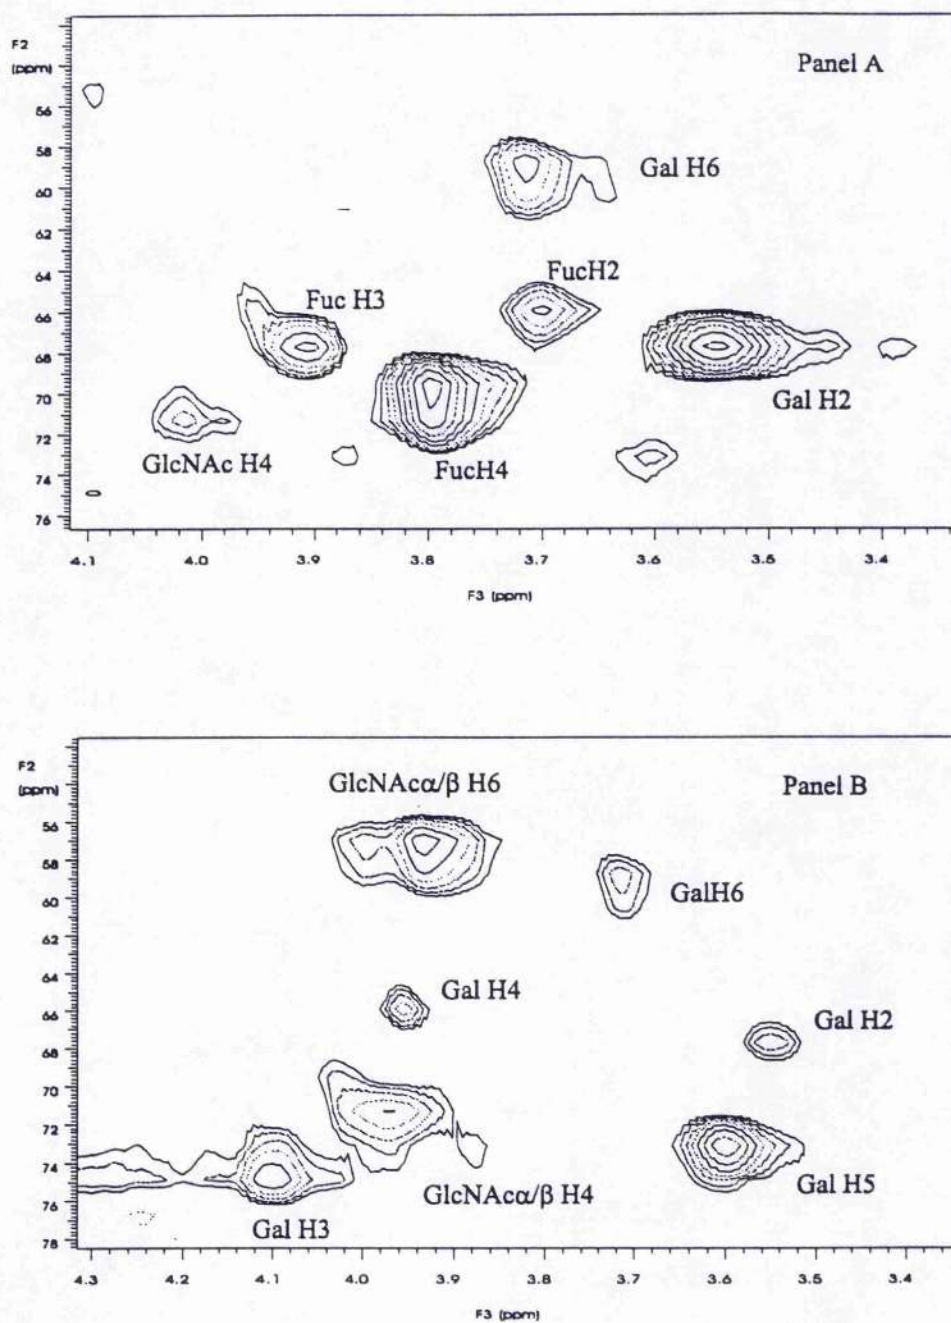 F2
(ppm)
Panel A
56
58
60
62
64
66
68
70
72
74
76
Gal H6
FucH2
Fuc H3
Gal H2
GlcNAc H4
FucH4
4.1 4.0 3.9 3.8 3.7 3.6 3.5 3.4
F3 (ppm)
F2
(ppm)
Panel B
GlcNAcα/β H6
56
58
60
62
64
66
68
70
72
74
76
78
GalH6
Gal H4
Gal H2
GlcNAcα/β H4
Gal H5
Gal H3
4.3 4.2 4.1 4.0 3.9 3.8 3.7 3.6 3.5 3.4
F3 (ppm)